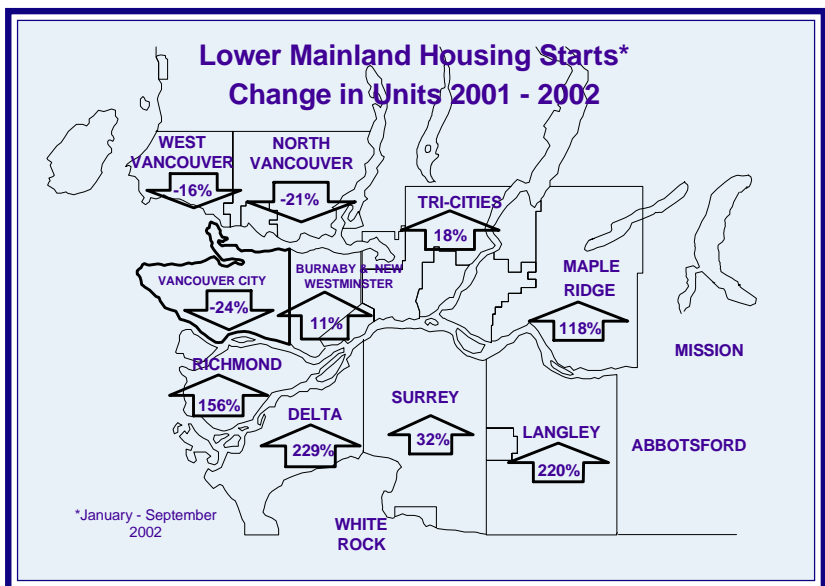 Lower Mainland Housing Starts*
Change in Units 2001 - 2002
WEST
VANCOUVER
-16%
NORTH
VANCOUVER
-21%
TRI-CITIES
18%
VANCOUVER CITY
-24%
BURNABY & NEW
WESTMINSTER
11%
MAPLE
RIDGE
118%
MISSION
RICHMOND
156%
DELTA
229%
SURREY
32%
LANGLEY
220%
ABBOTSFORD
*January - September
2002
WHITE
ROCK